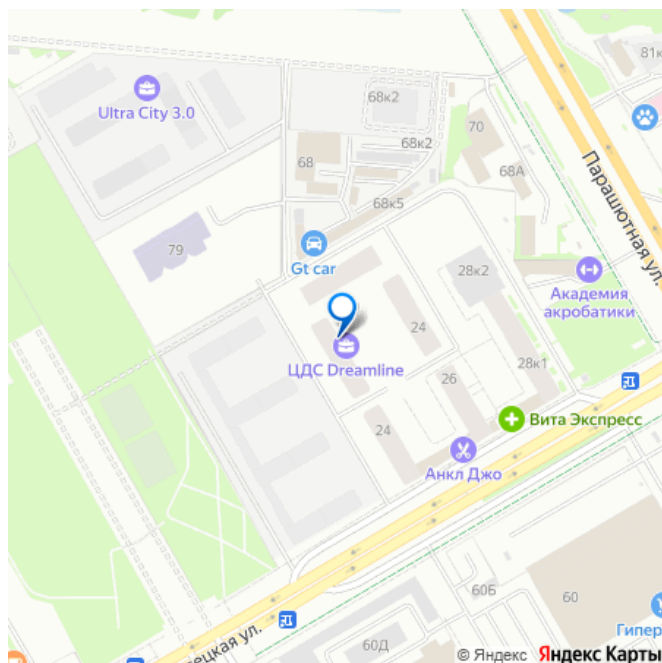 81к
68к2
Ultra City 3.0
70
68к2
68
68А
Парашютная ул.
68к5
79
Gt car
28к2
Академия
акробатики
24
ЦДС Dreamline
28к1
26
24
Вита Экспресс
Анкл Джо
60Б
60
Гипер
ецкая ул.
60Д
© Яндекс Яндекс Карты